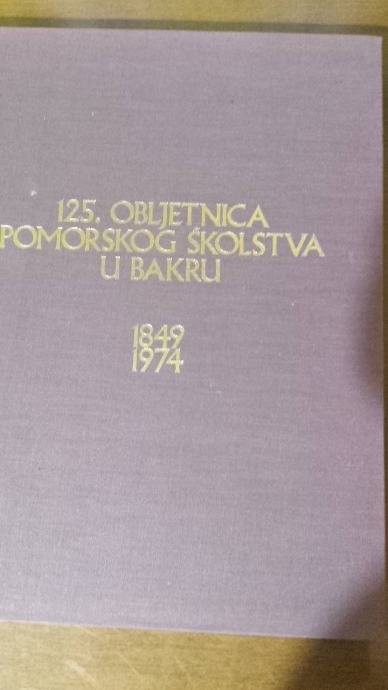 125. OBLJETNICA
POMORSKOG ŠKOLSTVA
U BAKRU
1849
1974